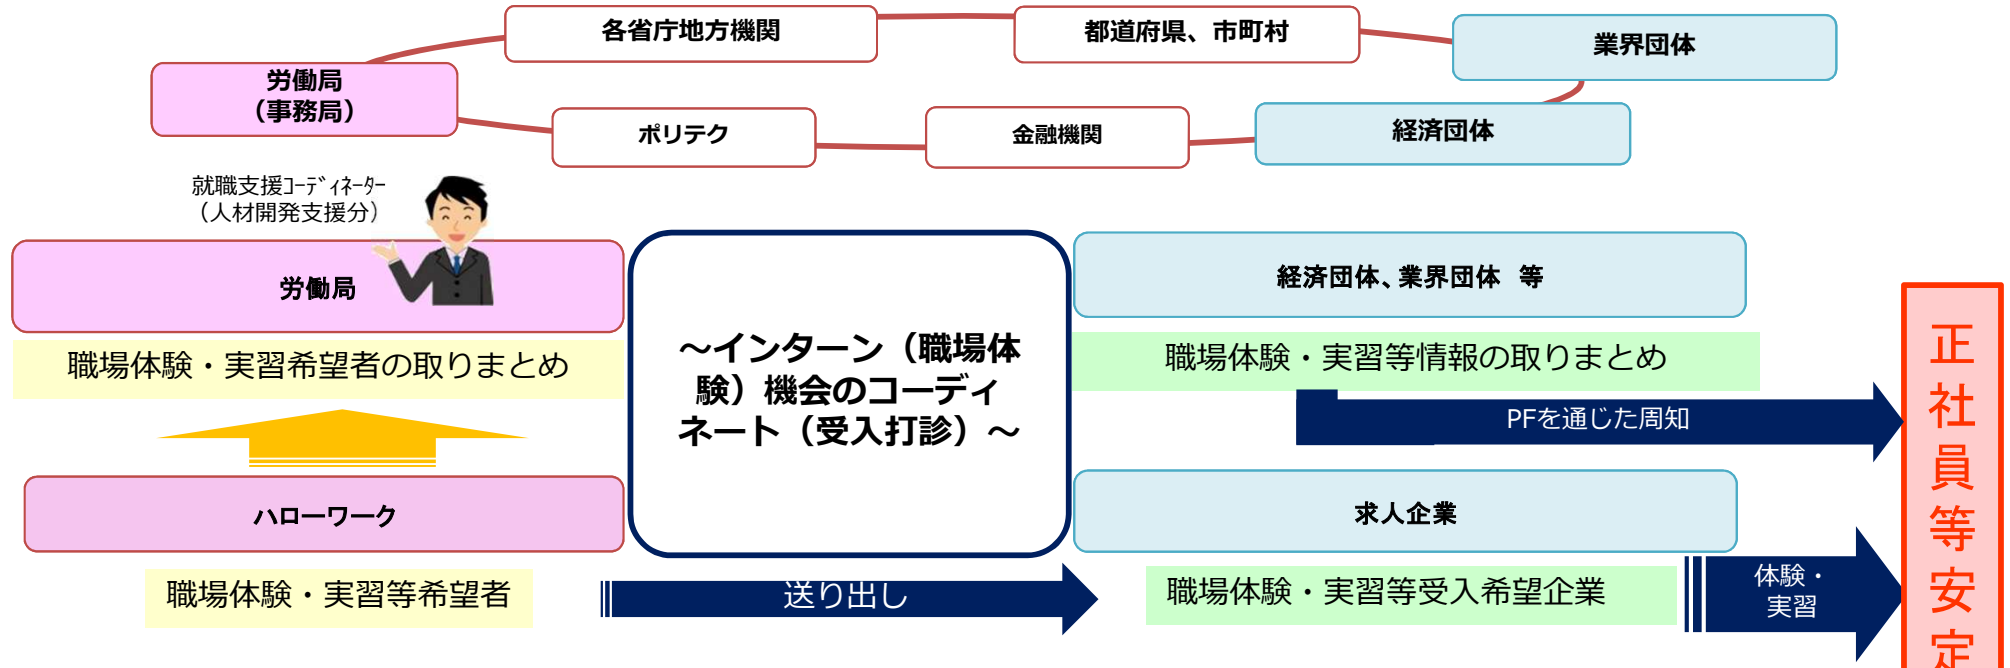 各省庁地方機関
都道府県、市町村
業界団体
労働局
（事務局）
ポリテク
金融機関
経済団体
就職支援ｺｰﾃﾞｨﾈｰﾀｰ
（人材開発支援分）
労働局
職場体験・実習希望者の取りまとめ
～インターン（職場体
験）機会のコーディ
ネート（受入打診）～
経済団体、業界団体　等
職場体験・実習等情報の取りまとめ
PFを通じた周知
ハローワーク
職場体験・実習等希望者
送り出し
求人企業
職場体験・実習等受入希望企業
体験・
実習
正社員等安定